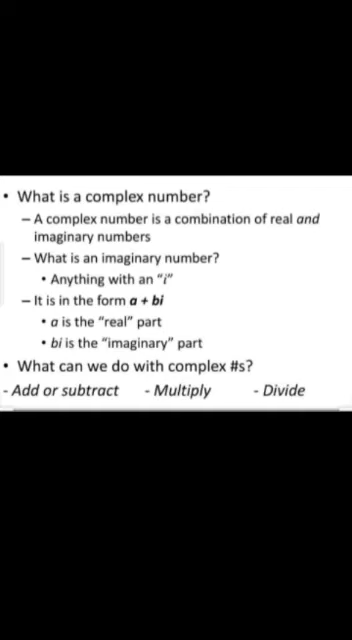 • What is a complex number?
– A complex number is a combination of real and
imaginary numbers
– What is an imaginary number?
• Anything with an “i”
– It is in the form a + bi
• a is the “real” part
• bi is the “imaginary” part
• What can we do with complex #s?
- Add or subtract - Multiply - Divide